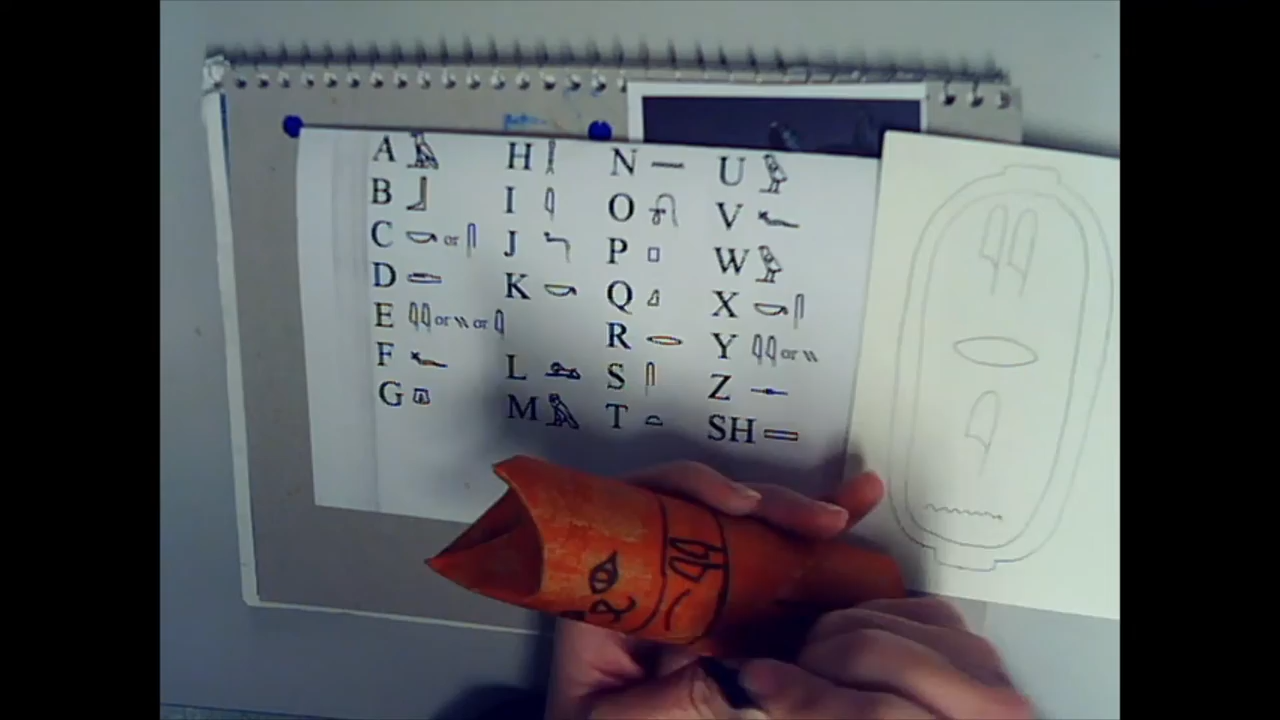 A H N U
B I O V
C or J P W
D K Q X
E or or R Y or
F L S Z
G M T SH